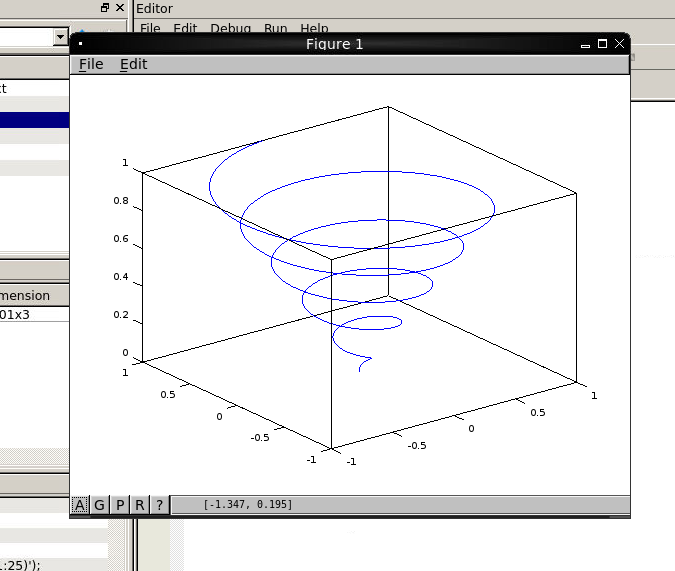 Editor
File Edit Debug Run Help
Figure 1
File Edit
ct
1
0.8
0.6
0.4
0.2
0
1
0.5
0
-0.5
-1
-1
-0.5
0
0.5
1
mension
01x3
A G P R ? [-1.347, 0.195]
:25)');